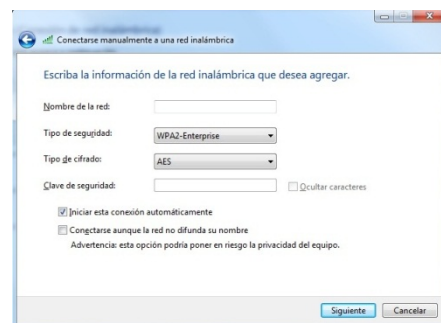 Conectarse manualmente a una red inalámbrica
Escriba la información de la red inalámbrica que desea agregar.
Nombre de la red:
Tipo de seguridad: WPA2-Enterprise
Tipo de cifrado: AES
Clave de seguridad: Ocultar caracteres
Iniciar esta conexión automáticamente
Conectarse aunque la red no difunda su nombre
Advertencia: esta opción podría poner en riesgo la privacidad del equipo.
Siguiente Cancelar